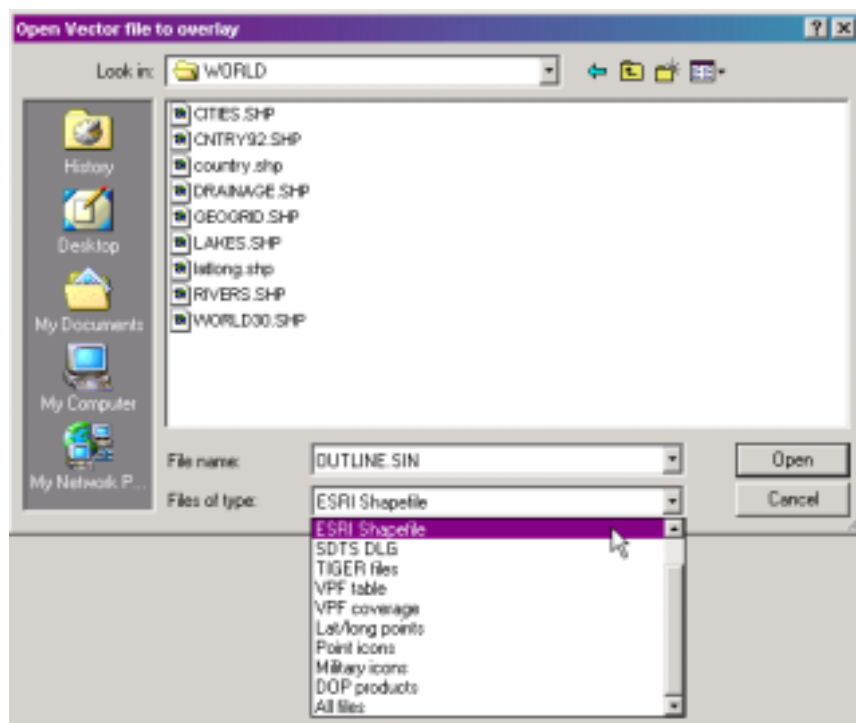 Open Vector file to overlay
Look in: WORLD
History
Desktop
My Documents
My Computer
My Network P...
CITIES.SHP
CNTRY92.SHP
country.shp
DRAINAGE.SHP
GEOGRID.SHP
LAKES.SHP
latlong.shp
RIVERS.SHP
WORLD30.SHP
File name: OUTLINE.SIN Open
Files of type: ESRI Shapefile Cancel
ESRI Shapefile
SDTS DLG
TIGER files
VPF table
VPF coverage
Lat/long points
Point icons
Military icons
DOP products
All files